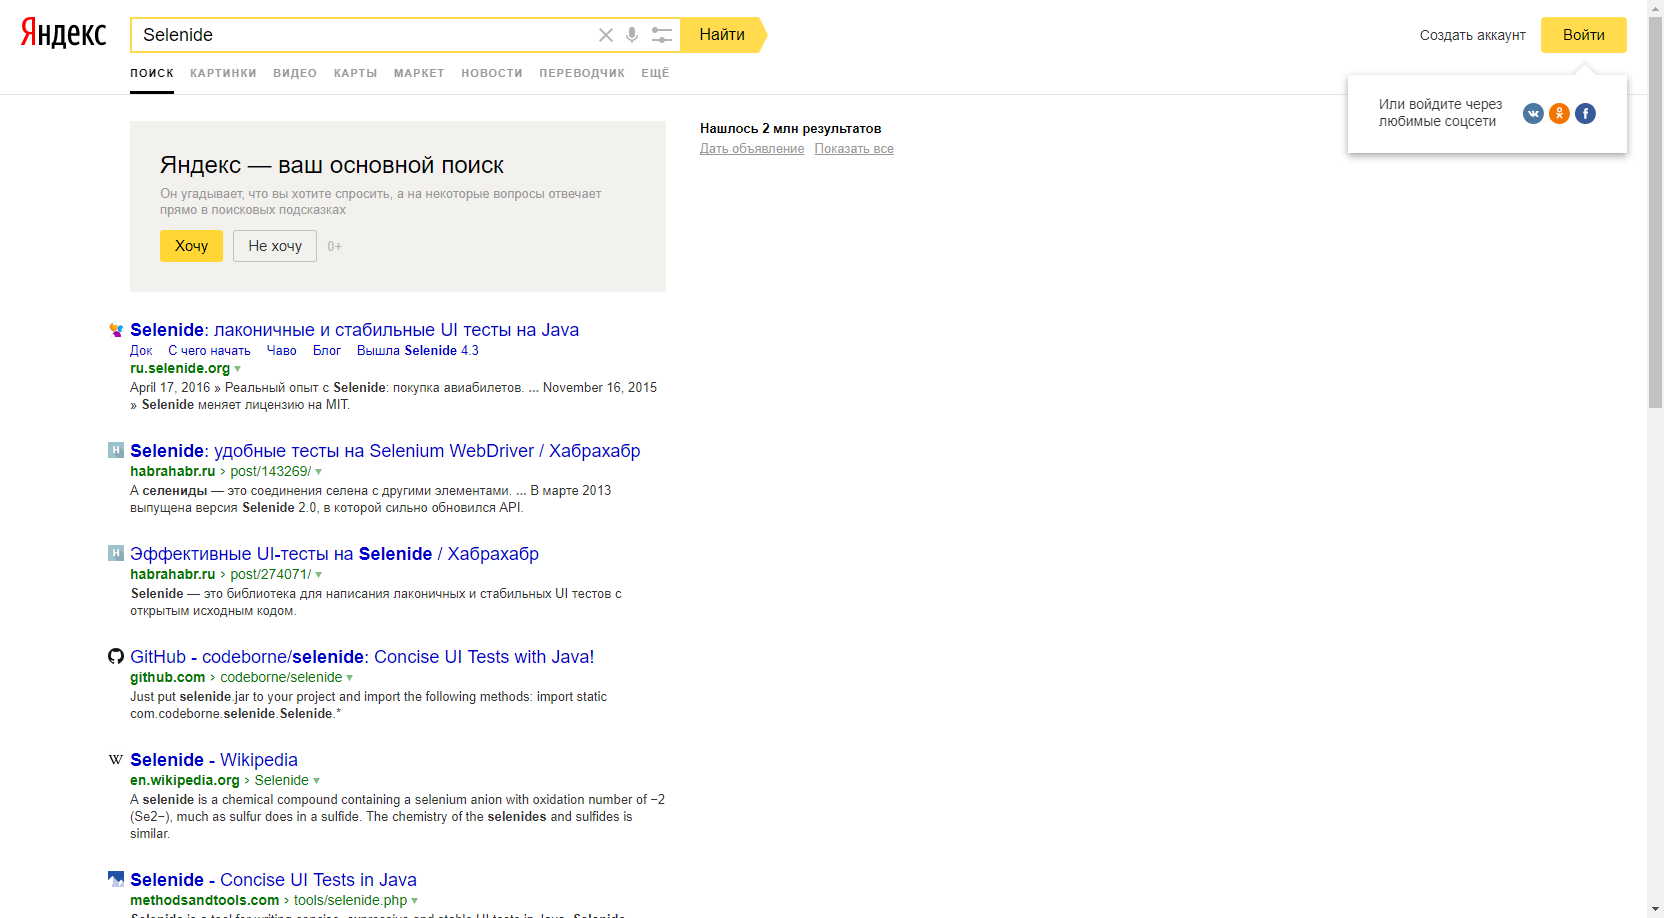 Яндекс
Selenide
Найти
Создать аккаунт
Войти
ПОИСК КАРТИНКИ ВИДЕО КАРТЫ МАРКЕТ НОВОСТИ ПЕРЕВОДЧИК ЕЩЁ
Или войдите через
любимые соцсети
Яндекс — ваш основной поиск
Он угадывает, что вы хотите спросить, а на некоторые вопросы отвечает
прямо в поисковых подсказках
Хочу Не хочу 0+
Нашлось 2 млн результатов
Дать объявление Показать все
Selenide: лаконичные и стабильные UI тесты на Java
Док С чего начать Чаво Блог Вышла Selenide 4.3
ru.selenide.org
April 17, 2016 » Реальный опыт с Selenide: покупка авиабилетов. ... November 16, 2015
» Selenide меняет лицензию на MIT.
Selenide: удобные тесты на Selenium WebDriver / Хабрахабр
habrahabr.ru › post/143269/
А селениды — это соединения селена с другими элементами. ... В марте 2013
выпущена версия Selenide 2.0, в которой сильно обновился API.
Эффективные UI-тесты на Selenide / Хабрахабр
habrahabr.ru › post/274071/
Selenide — это библиотека для написания лаконичных и стабильных UI тестов с
открытым исходным кодом.
GitHub - codeborne/selenide: Concise UI Tests with Java!
github.com › codeborne/selenide
Just put selenide.jar to your project and import the following methods: import static
com.codeborne.selenide.Selenide.*
Selenide - Wikipedia
en.wikipedia.org › Selenide
A selenide is a chemical compound containing a selenium anion with oxidation number of −2
(Se2−), much as sulfur does in a sulfide. The chemistry of the selenides and sulfides is
similar.
Selenide - Concise UI Tests in Java
methodsandtools.com › tools/selenide.php